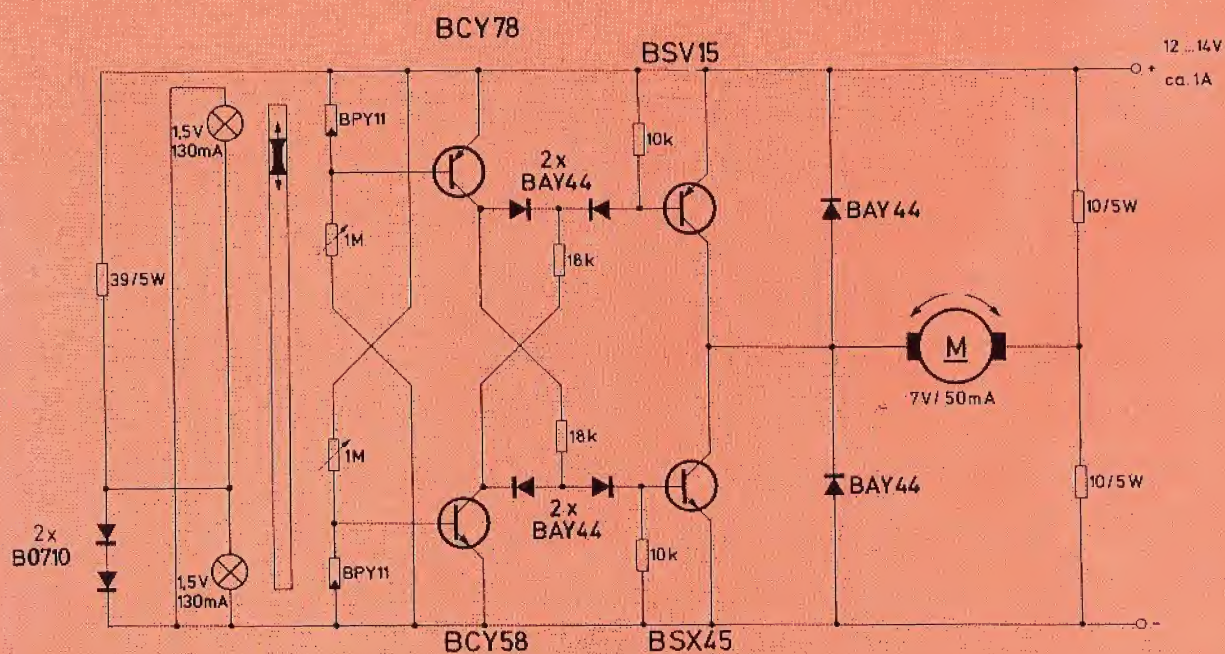 BCY78
BSV15
12 ... 14V
+
ca. 1A
1,5V
130mA
BPY11
10k
2x
BAY44
1M
18k
BAY44
10/5W
39/5W
M
7V/50mA
18k
1M
10/5W
BAY44
2x
BAY44
2x
B0710
10k
BPY11
1,5V
130mA
-
BCY58
BSX45